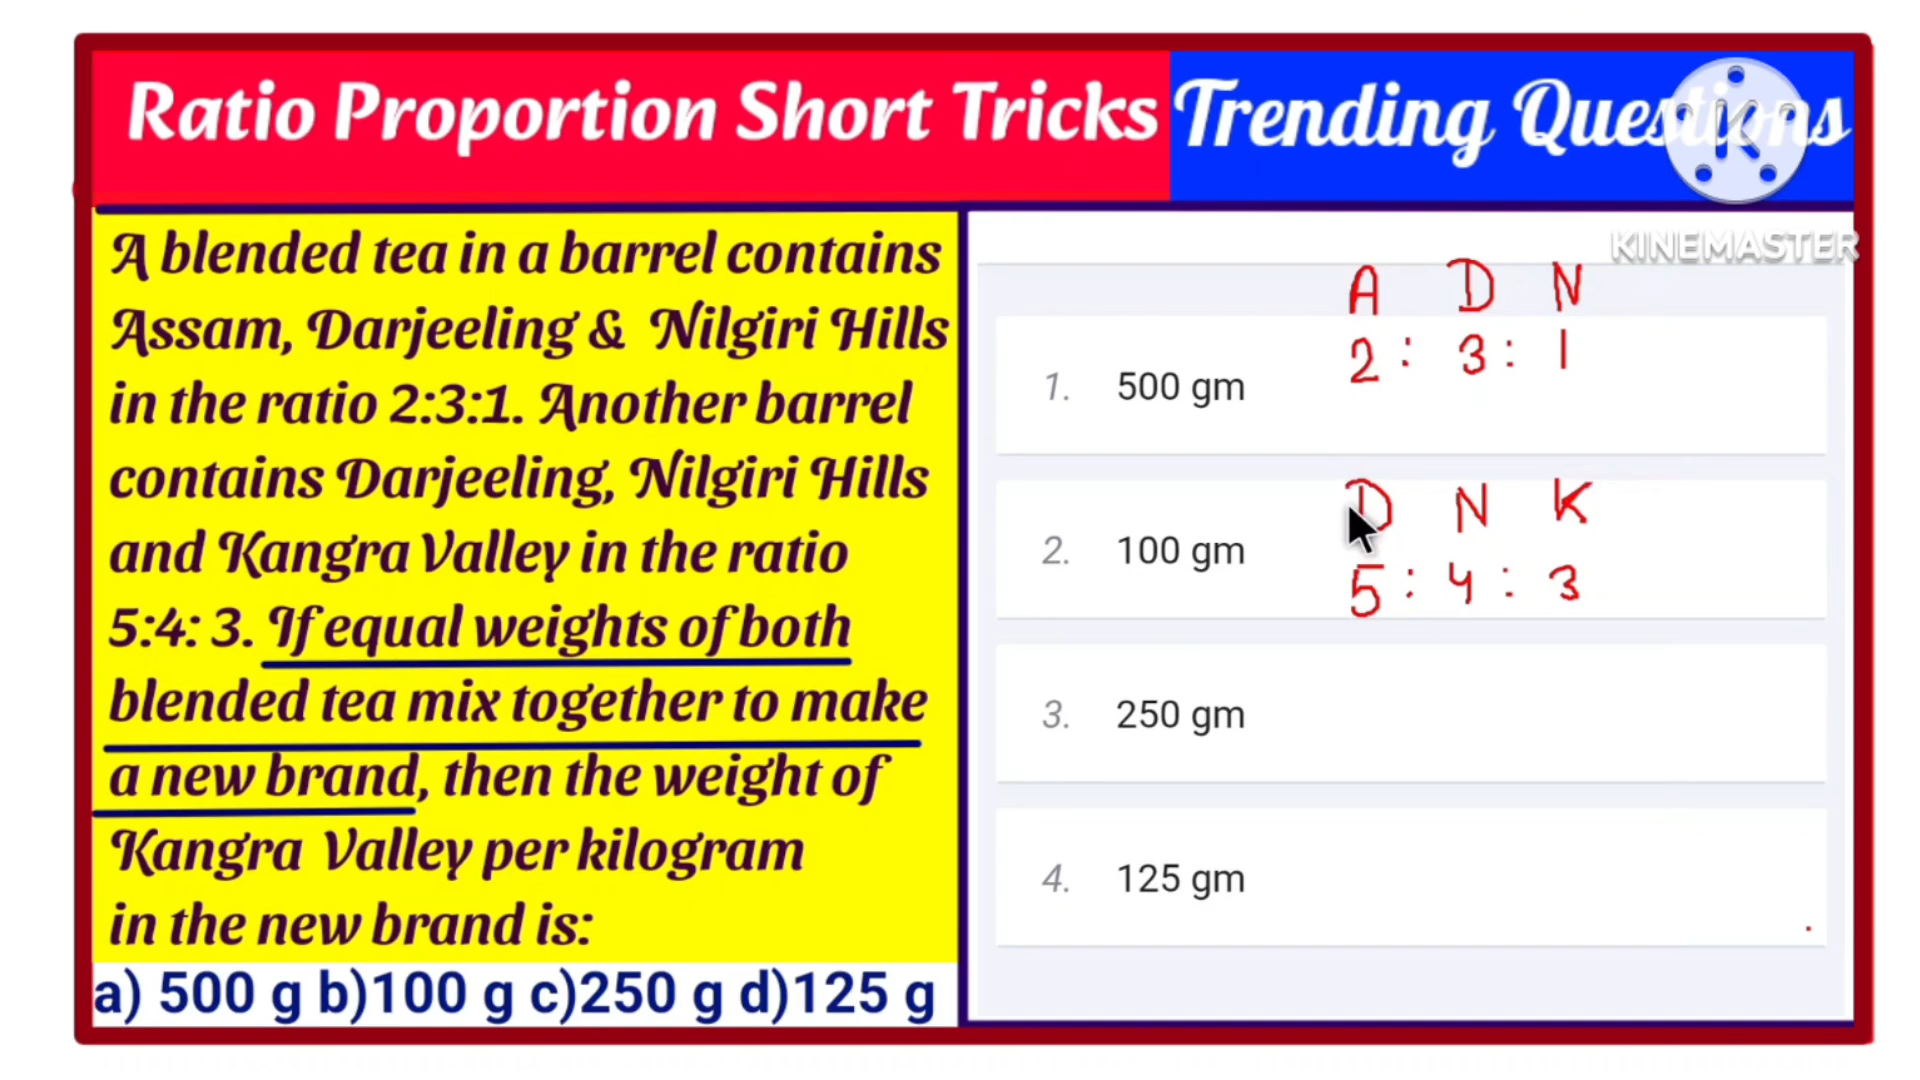 Ratio Proportion Short Tricks Trending Questions
KINEMASTER
A blended tea in a barrel contains
Assam, Darjeeling & Nilgiri Hills
in the ratio 2:3:1. Another barrel
contains Darjeeling, Nilgiri Hills
and Kangra Valley in the ratio
5:4: 3. If equal weights of both
blended tea mix together to make
a new brand, then the weight of
Kangra Valley per kilogram
in the new brand is:
a) 500 g b)100 g c)250 g d)125 g
A D N
2 : 3 : 1
1. 500 gm
D N K
2. 100 gm
5 : 4 : 3
3. 250 gm
4. 125 gm